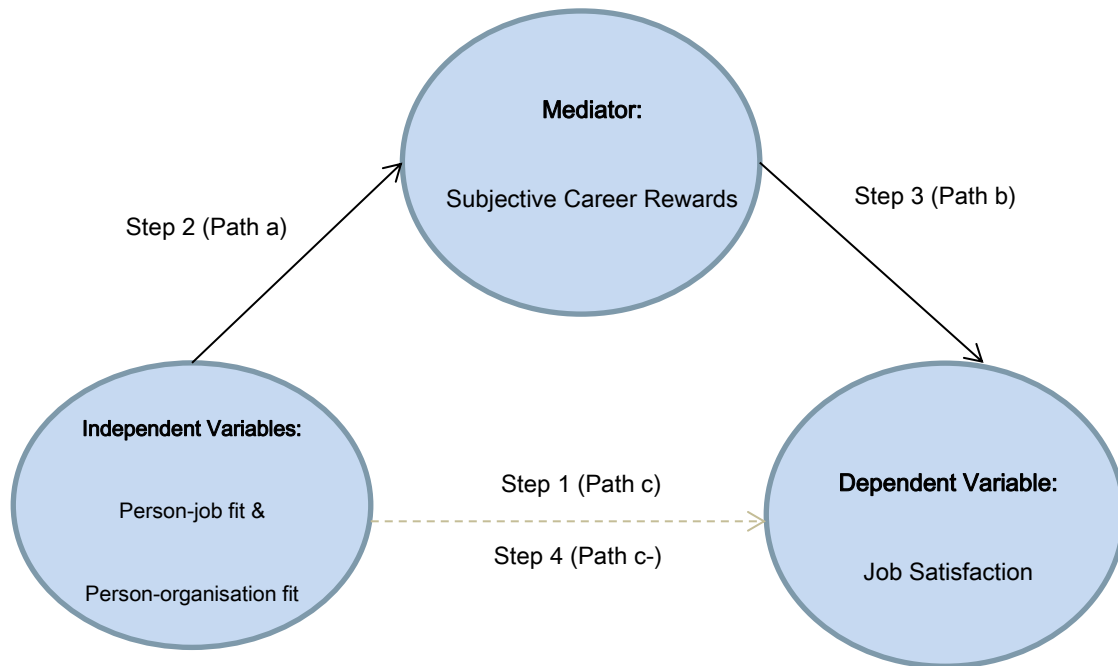 Mediator:
Subjective Career Rewards
Step 2 (Path a)
Step 3 (Path b)
Independent Variables:
Person-job fit &
Person-organisation fit
Step 1 (Path c)
Step 4 (Path c-)
Dependent Variable:
Job Satisfaction